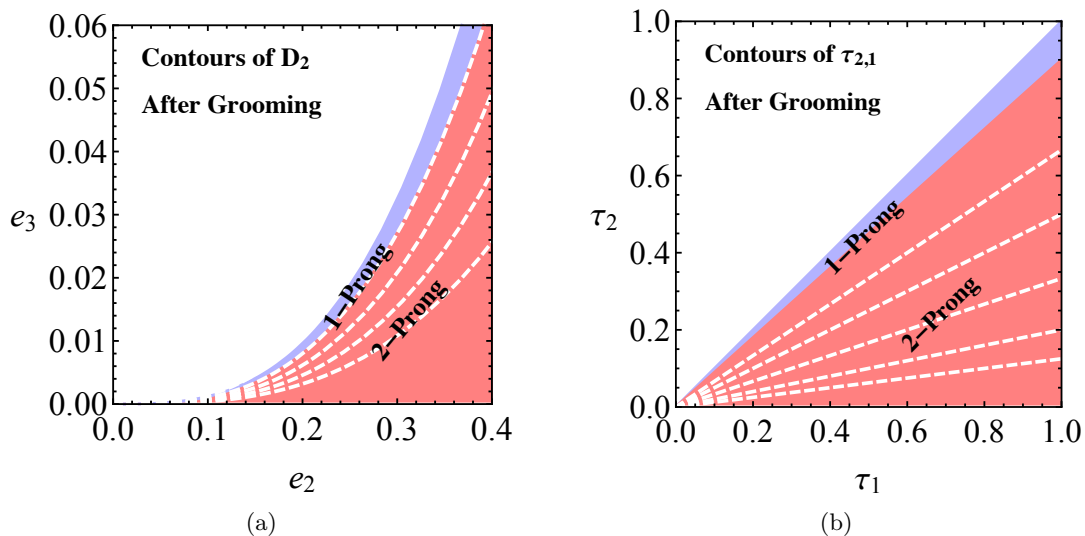 0.06
0.05
0.04
0.03
0.02
0.01
0.00
e₃
Contours of D₂
After Grooming
1−Prong
2−Prong
0.0 0.1 0.2 0.3 0.4
e₂
(a)
1.0
0.8
0.6
0.4
0.2
0.0
τ₂
Contours of τ₂,₁
After Grooming
1−Prong
2−Prong
0.0 0.2 0.4 0.6 0.8 1.0
τ₁
(b)